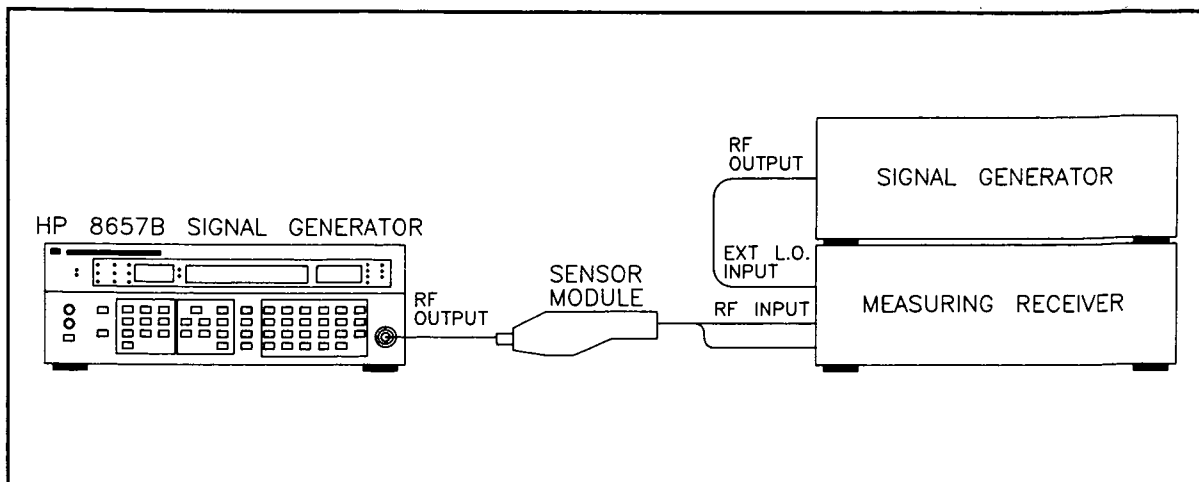 HP 8657B SIGNAL GENERATOR
RF
OUTPUT
SENSOR
MODULE
RF
OUTPUT
EXT L.O.
INPUT
RF INPUT
SIGNAL GENERATOR
MEASURING RECEIVER